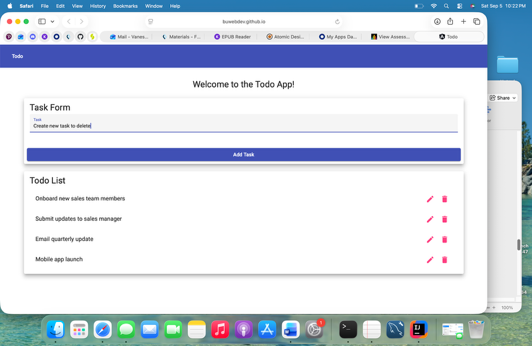 Safari File Edit View History Bookmarks Window Help
Sat Sep 6 10:22 PM
buwebdev.github.io
Mail – Vanes...
Materials – F...
EPUB Reader
Atomic Desi...
My Apps Da...
View Assess...
Todo
Todo
Welcome to the Todo App!
Task Form
Task
Create new task to delete
Add Task
Todo List
Onboard new sales team members
Submit updates to sales manager
Email quarterly update
Mobile app launch
Share
100%